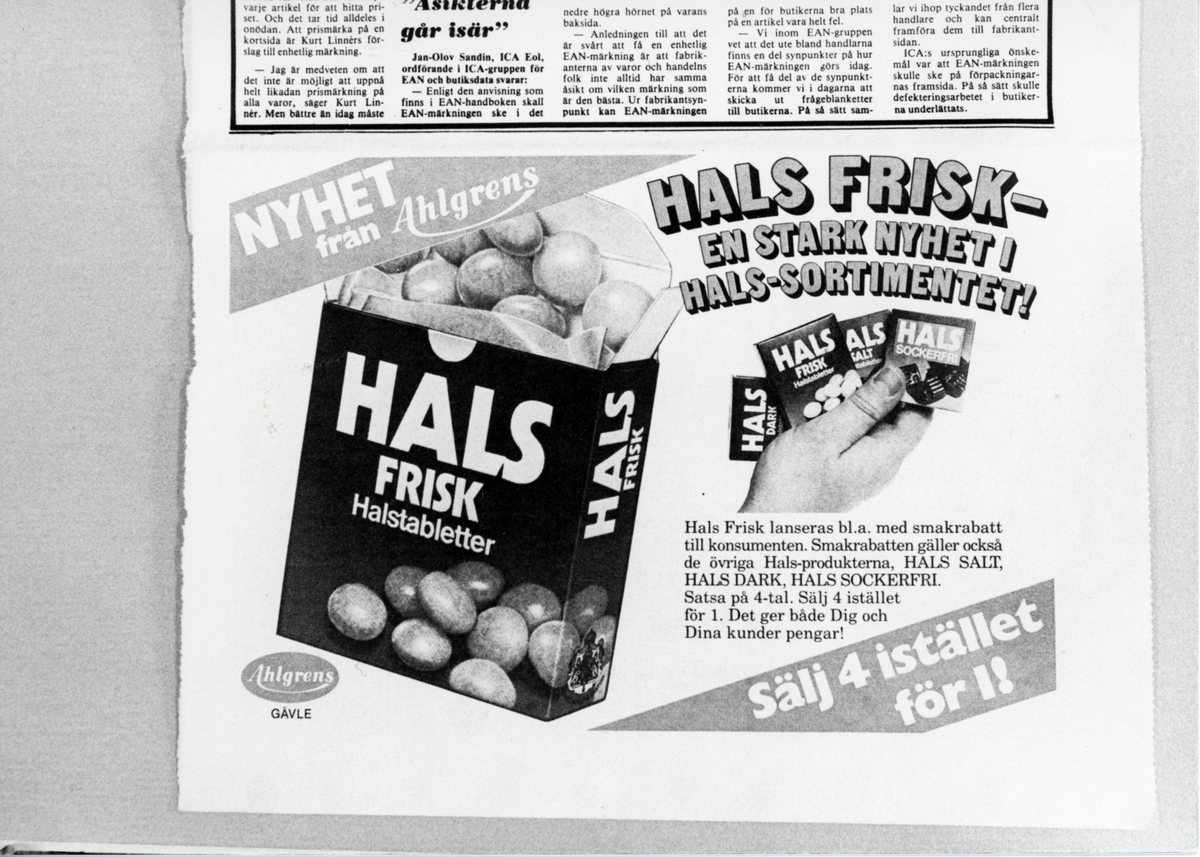 varje artikel för att hitta pri-
set. Och det tar tid alldeles i
onödan. Att prismärka på en
kortsida är Kurt Linnérs för-
slag till enhetlig märkning.
— Jag är medveten om att
det inte är möjligt att uppnå
helt likadan prismärkning på
alla varor, säger Kurt Lin-
nér. Men bättre än idag måste
”Åsikterna
går isär”
Jan-Olov Sandin, ICA Eol,
ordförande i ICA-gruppen för
EAN och butiksdata svarar:
— Enligt den anvisning som
finns i EAN-handboken skall
EAN-märkningen ske i det
nedre högra hörnet på varans
baksida.
— Anledningen till att det
är svårt att få en enhetlig
EAN-märkning är att fabrik-
anterna av varor och handelns
folk inte alltid har samma
åsikt om vilken märkning som
är den bästa. Ur fabrikantsyn-
punkt kan EAN-märkningen
på en för butikerna bra plats
på en artikel vara helt fel.
— Vi inom EAN-gruppen
vet att det ute bland handlarna
finns en del synpunkter på hur
EAN-märkningen görs idag.
För att få del av de synpunkt-
erna kommer vi i dagarna att
skicka ut frågeblanketter
till butikerna. På så sätt sam-
lar vi ihop tyckandet från flera
handlare och kan centralt
framföra dem till fabrikant-
sidan.
ICA:s ursprungliga önske-
mål var att EAN-märkningen
skulle ske på förpackningar-
nas framsida. På så sätt skulle
defekteringsarbetet i butiker-
na underlättats.
NYHET
från Ahlgrens
HALS FRISK–
EN STARK NYHET I
HALS-SORTIMENTET!
HALS
FRISK
Halstabletter
HALS
FRISK
HALS
DARK
HALS
FRISK
Halstabletter
ALS
SALT
HALS
SOCKERFRI
Hals Frisk lanseras bl.a. med smakrabatt
till konsumenten. Smakrabatten gäller också
de övriga Hals-produkterna, HALS SALT,
HALS DARK, HALS SOCKERFRI.
Satsa på 4-tal. Sälj 4 istället
för 1. Det ger både Dig och
Dina kunder pengar!
Sälj 4 istället
för 1!
Ahlgrens
GÄVLE